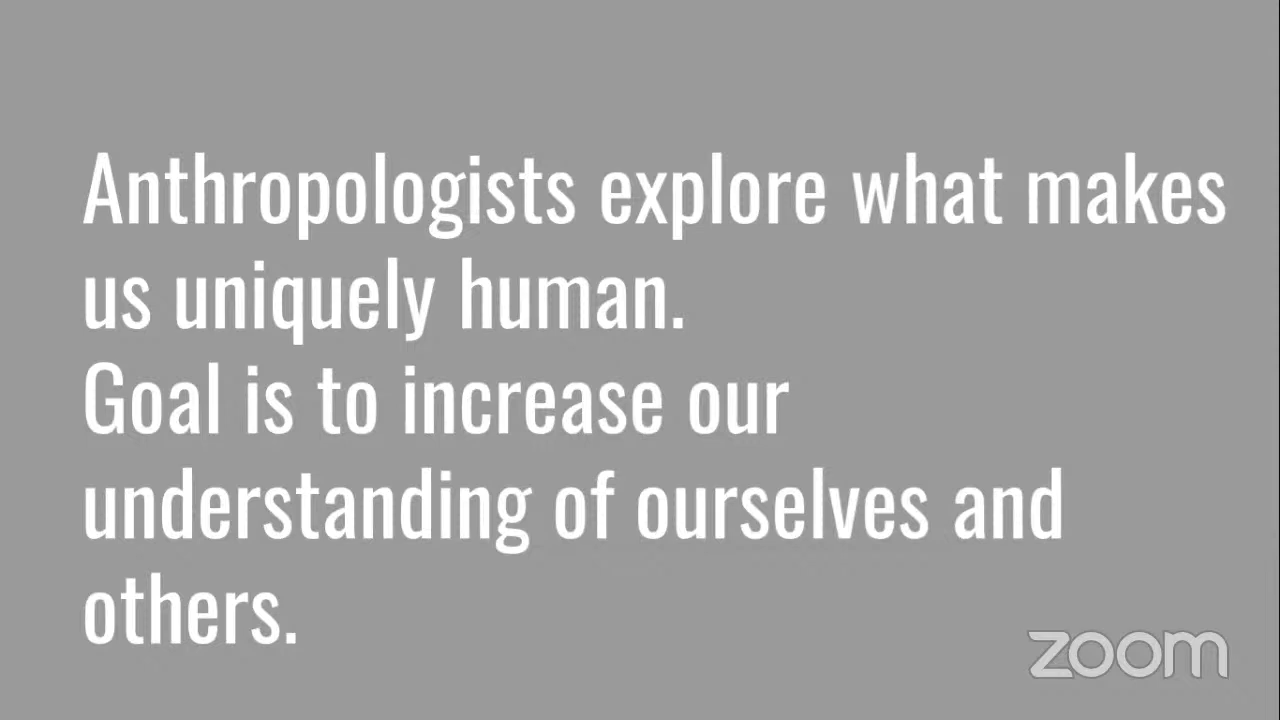 Anthropologists explore what makes
us uniquely human.
Goal is to increase our
understanding of ourselves and
others.
zoom